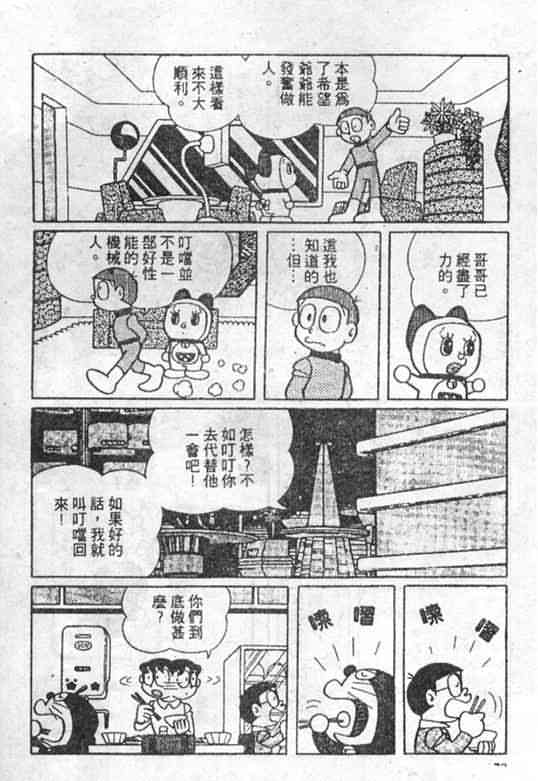 本是為
了希望
爺爺能
發奮做
人。
這樣看
來不大
順利。
哥哥已
經盡了
力的。
這我也
知道的
…但…
叮噹並
不是一
部好性
能的
機械
人。
怎樣?不
如叮叮你
去代替他
一會吧!
如果好的
話,我就
叫叮噹回
來!
你們到
底做甚
麼?